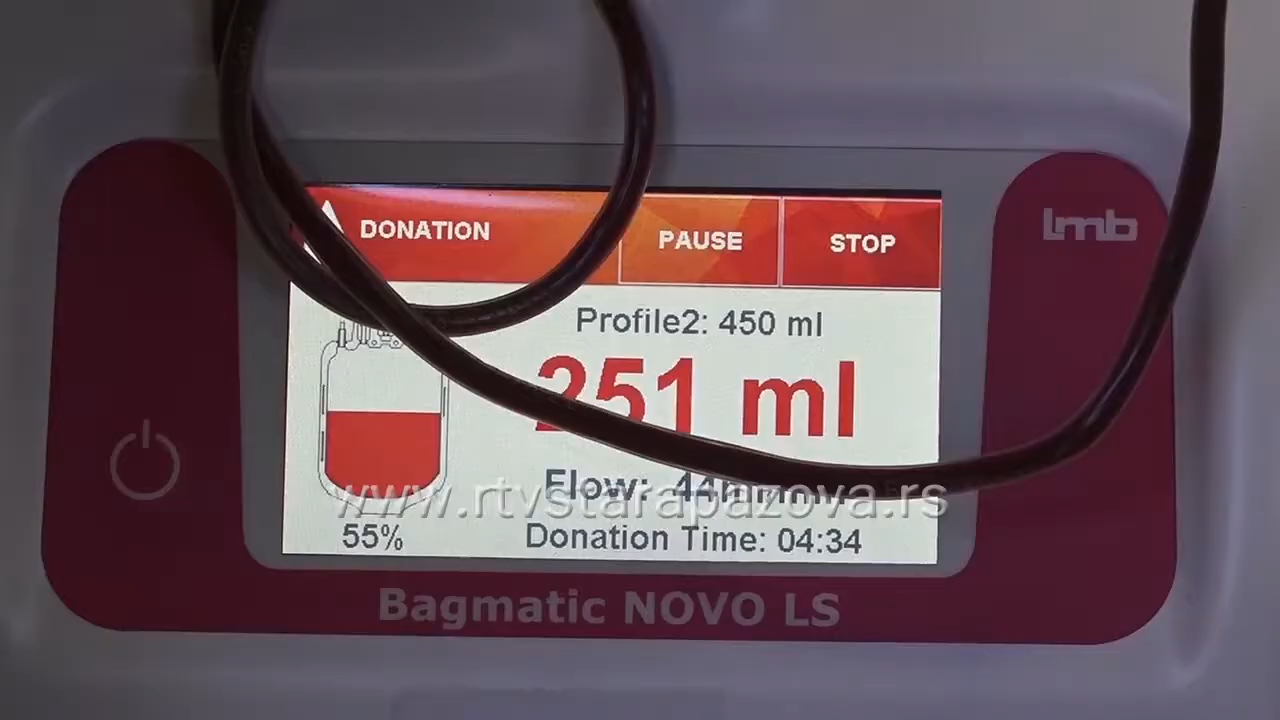 DONATION
PAUSE
STOP
lmb
Profile2: 450 ml
251 ml
Flow:
www.rtvstarapazova.rs
55%
Donation Time: 04:34
Bagmatic NOVO LS